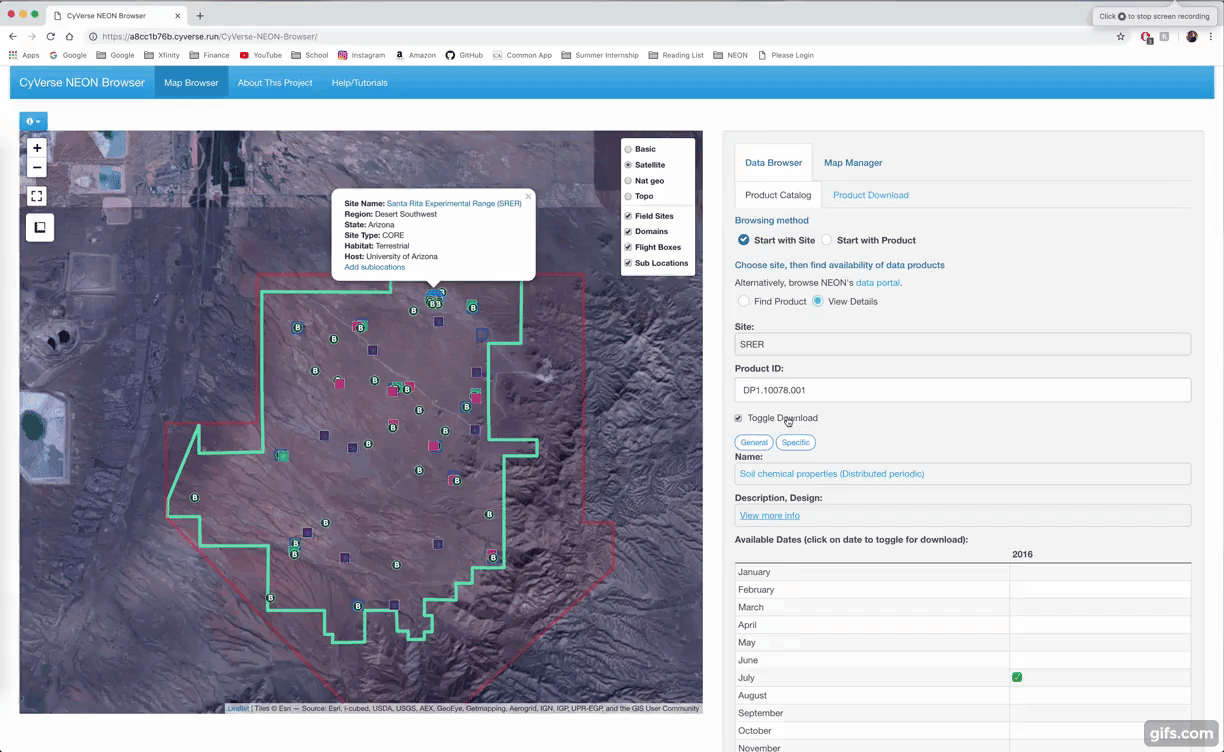 CyVerse NEON Browser
Click to stop screen recording
https://a8cc1b76b.cyverse.run/CyVerse-NEON-Browser/
Apps Google Google Xfinity Finance YouTube School Instagram Amazon GitHub Common App Summer Internship Reading List NEON Please Login
CyVerse NEON Browser Map Browser About This Project Help/Tutorials
+
−
Site Name: Santa Rita Experimental Range (SRER)
Region: Desert Southwest
State: Arizona
Site Type: CORE
Habitat: Terrestrial
Host: University of Arizona
Add sublocations
Basic
Satellite
Nat geo
Topo
Field Sites
Domains
Flight Boxes
Sub Locations
Leaflet | Tiles © Esri — Source: Esri, i-cubed, USDA, USGS, AEX, GeoEye, Getmapping, Aerogrid, IGN, IGP, UPR-EGP, and the GIS User Community
Data Browser Map Manager
Product Catalog Product Download
Browsing method
Start with Site Start with Product
Choose site, then find availability of data products
Alternatively, browse NEON's data portal.
Find Product View Details
Site:
SRER
Product ID:
DP1.10078.001
Toggle Download
General Specific
Name:
Soil chemical properties (Distributed periodic)
Description, Design:
View more info
Available Dates (click on date to toggle for download):
2016
January
February
March
April
May
June
July
August
September
October
November
gifs.com